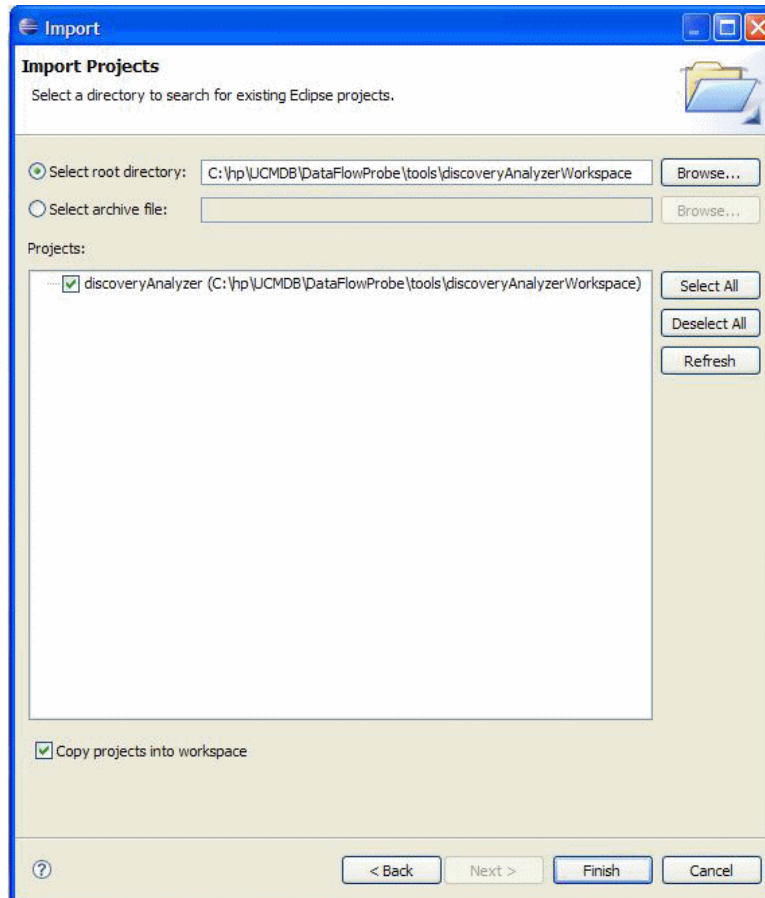 Import
Import Projects
Select a directory to search for existing Eclipse projects.
Select root directory: C:\hp\UCMDB\DataFlowProbe\tools\discoveryAnalyzerWorkspace Browse...
Select archive file: Browse...
Projects:
discoveryAnalyzer (C:\hp\UCMDB\DataFlowProbe\tools\discoveryAnalyzerWorkspace) Select All
Deselect All
Refresh
Copy projects into workspace
? < Back Next > Finish Cancel